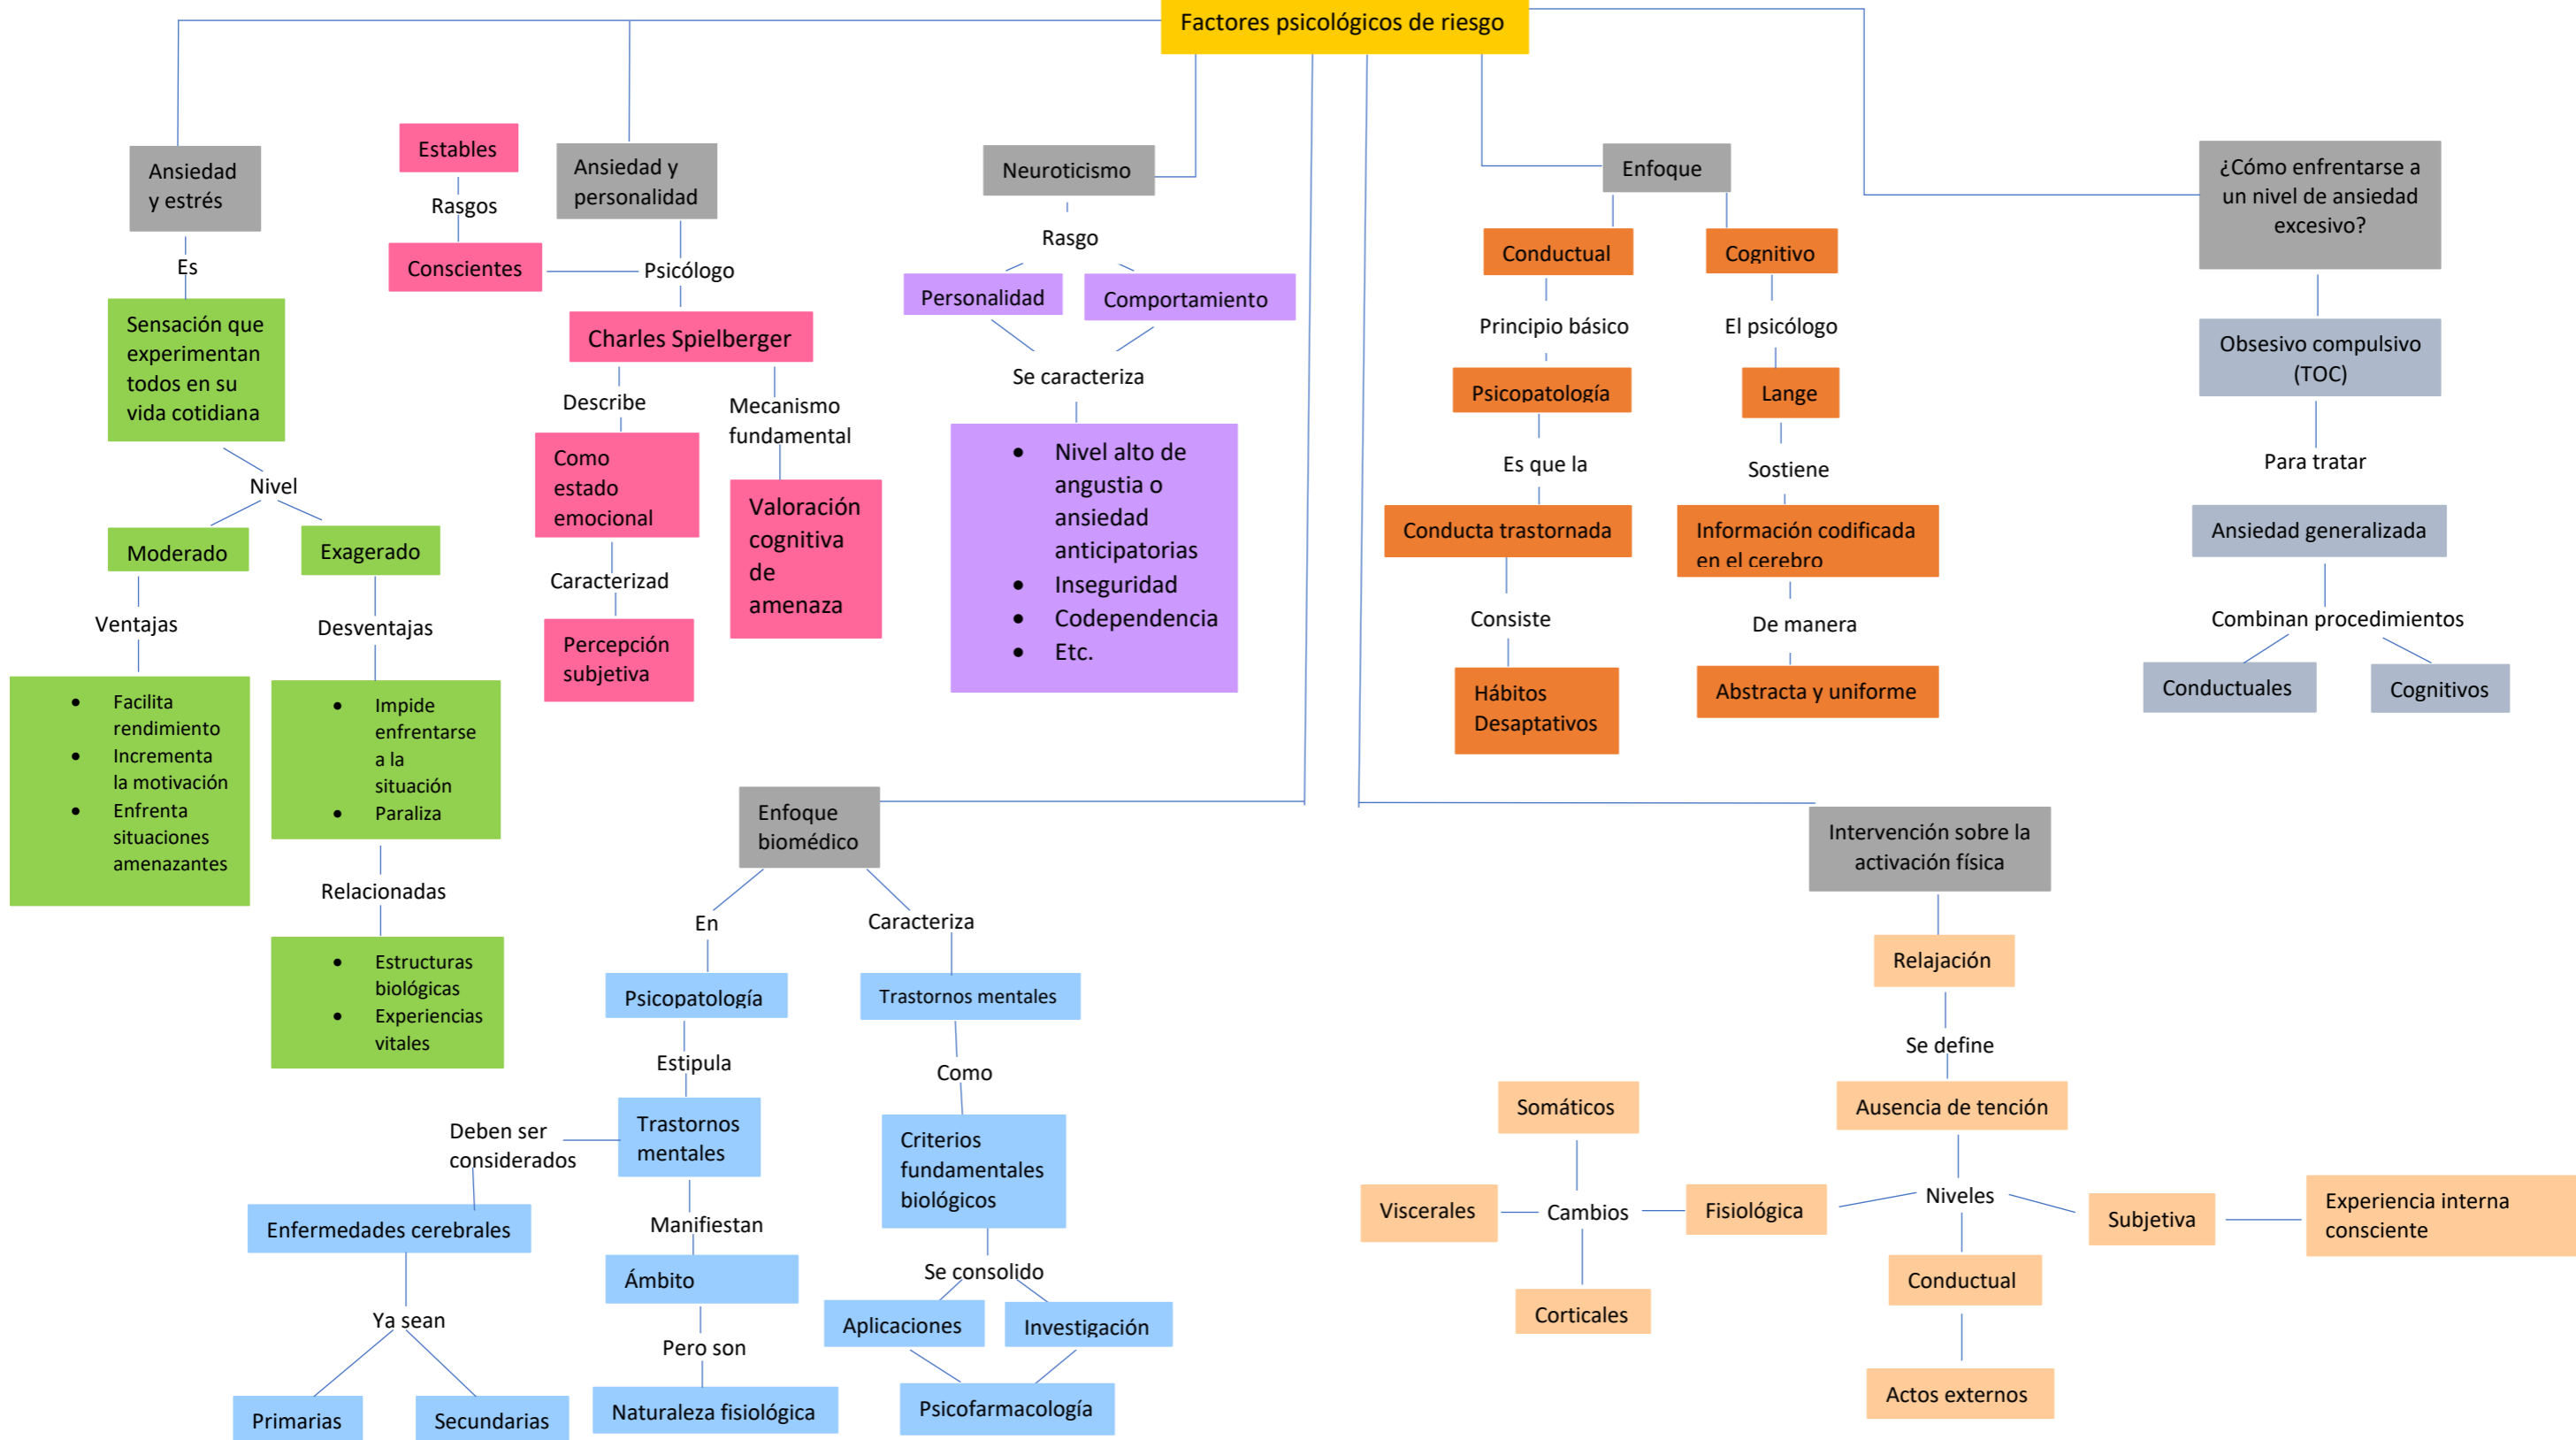 Factores psicológicos de riesgo
Ansiedad
y estrés
Es
Sensación que
experimentan
todos en su
vida cotidiana
Nivel
Moderado
Exagerado
Ventajas
Desventajas
• Facilita
rendimiento
• Incrementa
la motivación
• Enfrenta
situaciones
amenazantes
• Impide
enfrentarse
a la
situación
• Paraliza
Relacionadas
• Estructuras
biológicas
• Experiencias
vitales
Estables
Rasgos
Conscientes
Ansiedad y
personalidad
Psicólogo
Charles Spielberger
Describe
Como
estado
emocional
Caracterizad
Percepción
subjetiva
Mecanismo
fundamental
Valoración
cognitiva
de
amenaza
Neuroticismo
Rasgo
Personalidad
Comportamiento
Se caracteriza
• Nivel alto de
angustia o
ansiedad
anticipatorias
• Inseguridad
• Codependencia
• Etc.
Enfoque
Conductual
Principio básico
Psicopatología
Es que la
Conducta trastornada
Consiste
Hábitos
Desaptativos
Cognitivo
El psicólogo
Lange
Sostiene
Información codificada
en el cerebro
De manera
Abstracta y uniforme
¿Cómo enfrentarse a
un nivel de ansiedad
excesivo?
Obsesivo compulsivo
(TOC)
Para tratar
Ansiedad generalizada
Combinan procedimientos
Conductuales
Cognitivos
Enfoque
biomédico
En
Psicopatología
Estipula
Trastornos
mentales
Deben ser
considerados
Enfermedades cerebrales
Ya sean
Primarias
Secundarias
Manifiestan
Ámbito
Pero son
Naturaleza fisiológica
Caracteriza
Trastornos mentales
Como
Criterios
fundamentales
biológicos
Se consolido
Aplicaciones
Investigación
Psicofarmacología
Intervención sobre la
activación física
Relajación
Se define
Ausencia de tención
Niveles
Fisiológica
Cambios
Somáticos
Viscerales
Corticales
Conductual
Actos externos
Subjetiva
Experiencia interna
consciente